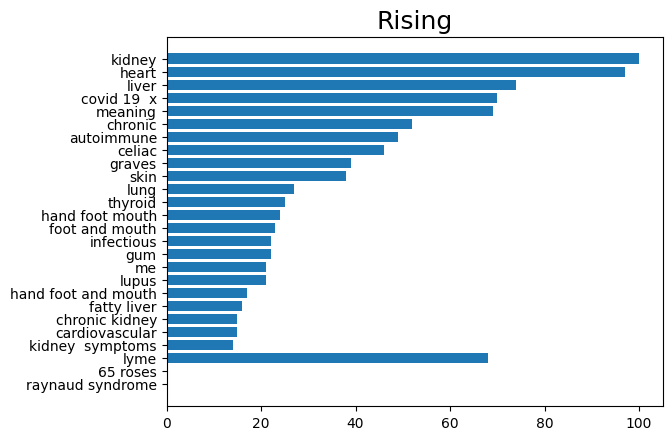 Rising
kidney
heart
liver
covid 19  x
meaning
chronic
autoimmune
celiac
graves
skin
lung
thyroid
hand foot mouth
foot and mouth
infectious
gum
me
lupus
hand foot and mouth
fatty liver
chronic kidney
cardiovascular
kidney  symptoms
lyme
65 roses
raynaud syndrome
0 20 40 60 80 100